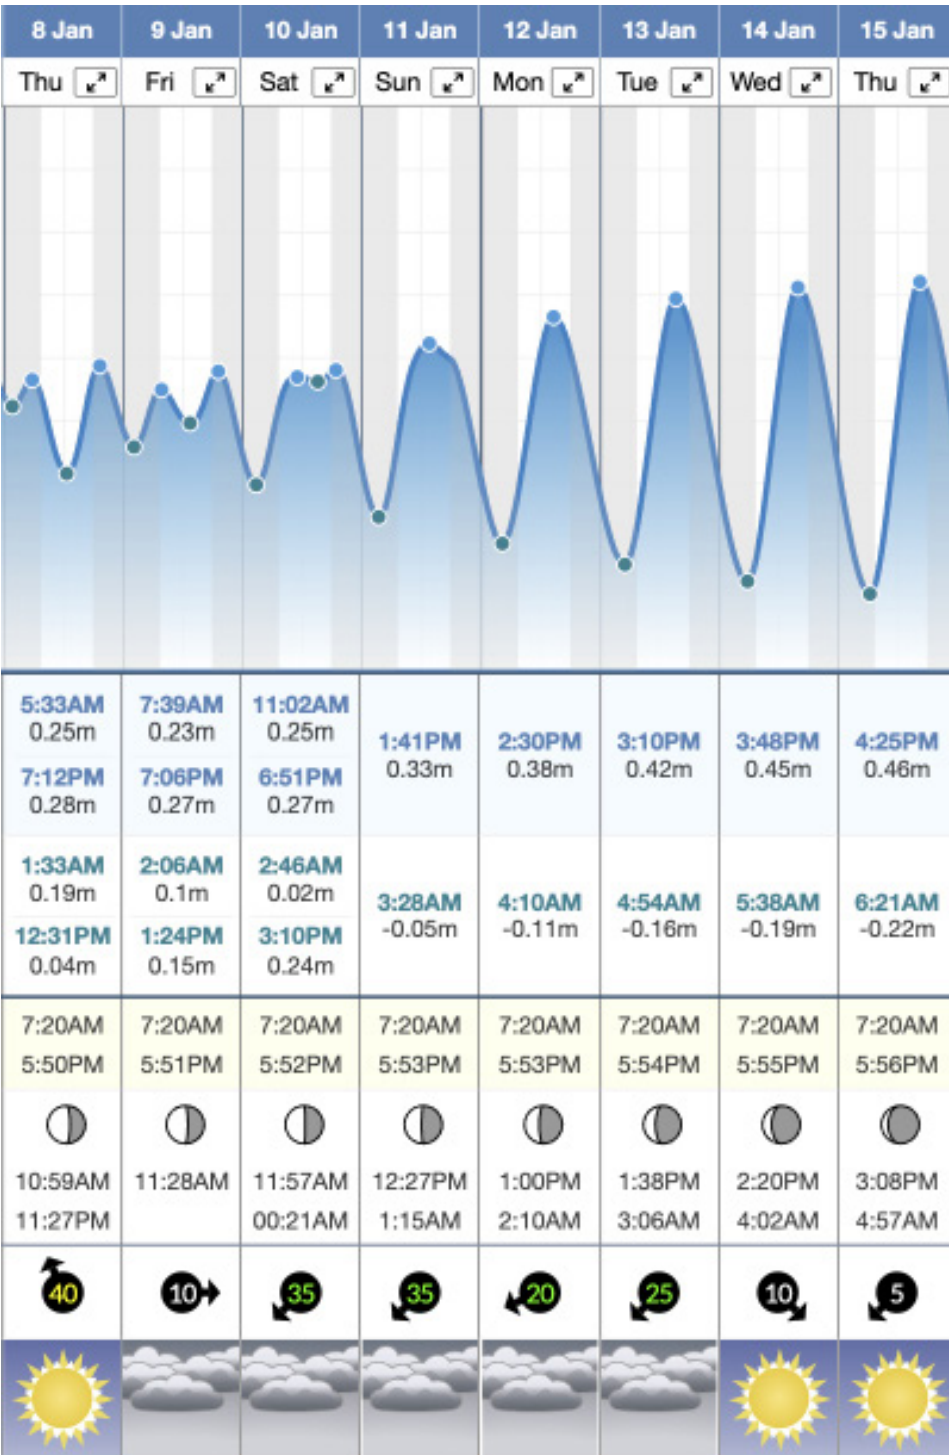 8 Jan 9 Jan 10 Jan 11 Jan 12 Jan 13 Jan 14 Jan 15 Jan
Thu Fri Sat Sun Mon Tue Wed Thu
5:33AM 7:39AM 11:02AM
0.25m 0.23m 0.25m
1:41PM 2:30PM 3:10PM 3:48PM 4:25PM
0.33m 0.38m 0.42m 0.45m 0.46m
7:12PM 7:06PM 6:51PM
0.28m 0.27m 0.27m
1:33AM 2:06AM 2:46AM
0.19m 0.1m 0.02m
3:28AM 4:10AM 4:54AM 5:38AM 6:21AM
-0.05m -0.11m -0.16m -0.19m -0.22m
12:31PM 1:24PM 3:10PM
0.04m 0.15m 0.24m
7:20AM 7:20AM 7:20AM 7:20AM 7:20AM 7:20AM 7:20AM 7:20AM
5:50PM 5:51PM 5:52PM 5:53PM 5:53PM 5:54PM 5:55PM 5:56PM
10:59AM 11:28AM 11:57AM 12:27PM 1:00PM 1:38PM 2:20PM 3:08PM
11:27PM 00:21AM 1:15AM 2:10AM 3:06AM 4:02AM 4:57AM
40 10 35 35 20 25 10 5